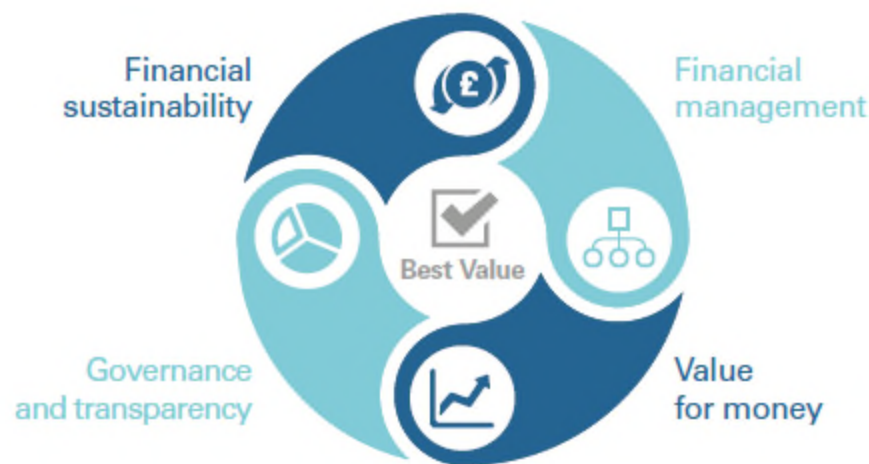 Financial
sustainability
£
Financial
management
Best Value
Governance
and transparency
Value
for money